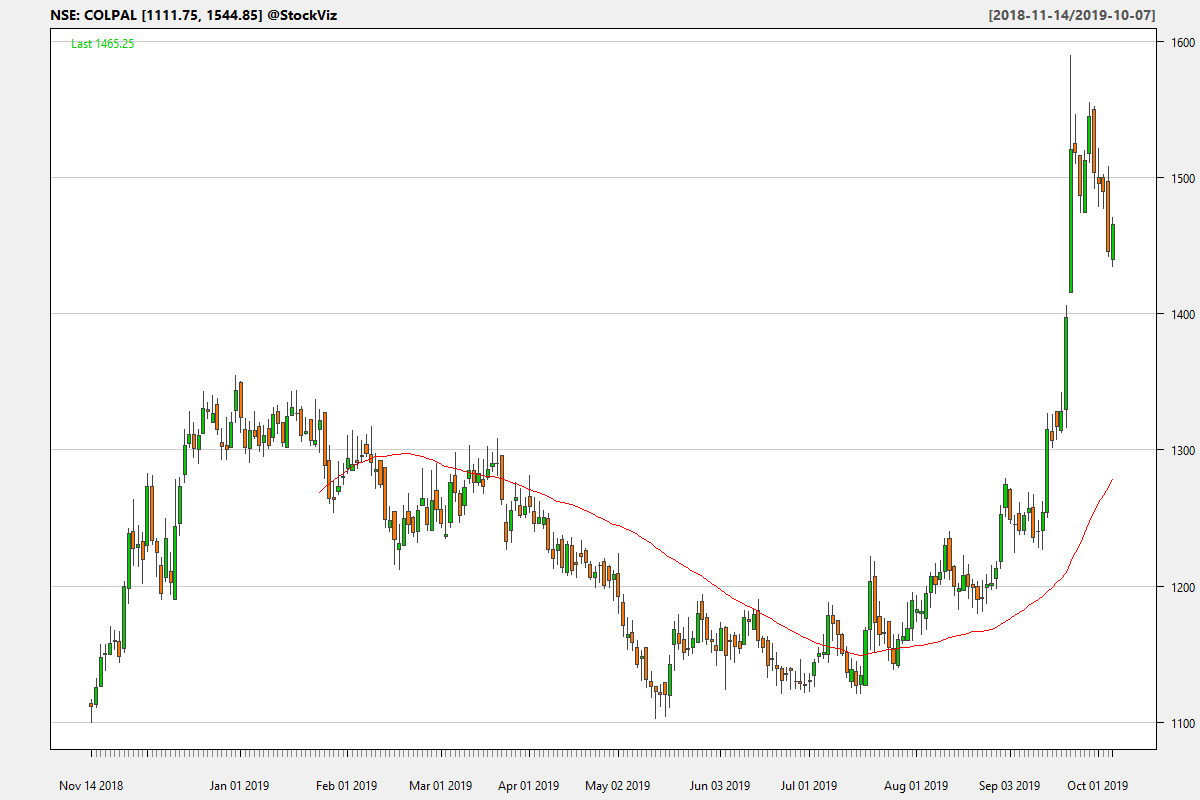 NSE: COLPAL [1111.75, 1544.85] @StockViz [2018-11-14/2019-10-07]
Last 1465.25
1600
1500
1400
1300
1200
1100
Nov 14 2018 Jan 01 2019 Feb 01 2019 Mar 01 2019 Apr 01 2019 May 02 2019 Jun 03 2019 Jul 01 2019 Aug 01 2019 Sep 03 2019 Oct 01 2019